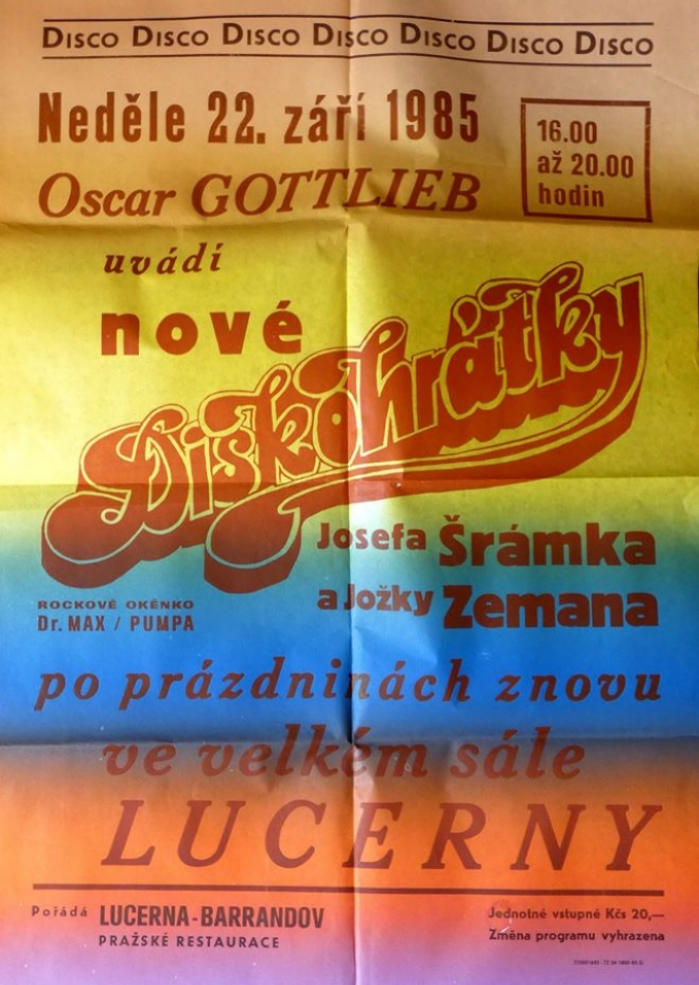 Disco Disco Disco Disco Disco Disco Disco
Neděle 22. září 1985
16.00
až 20.00
hodin
Oscar GOTTLIEB
uvádí
nové
Diskohrátky
Josefa Šrámka
a Jožky Zemana
ROCKOVÉ OKÉNKO
Dr. MAX / PUMPA
po prázdninách znovu
ve velkém sále
LUCERNY
Pořádá LUCERNA-BARRANDOV
PRAŽSKÉ RESTAURACE
Jednotné vstupné Kčs 20,—
Změna programu vyhrazena